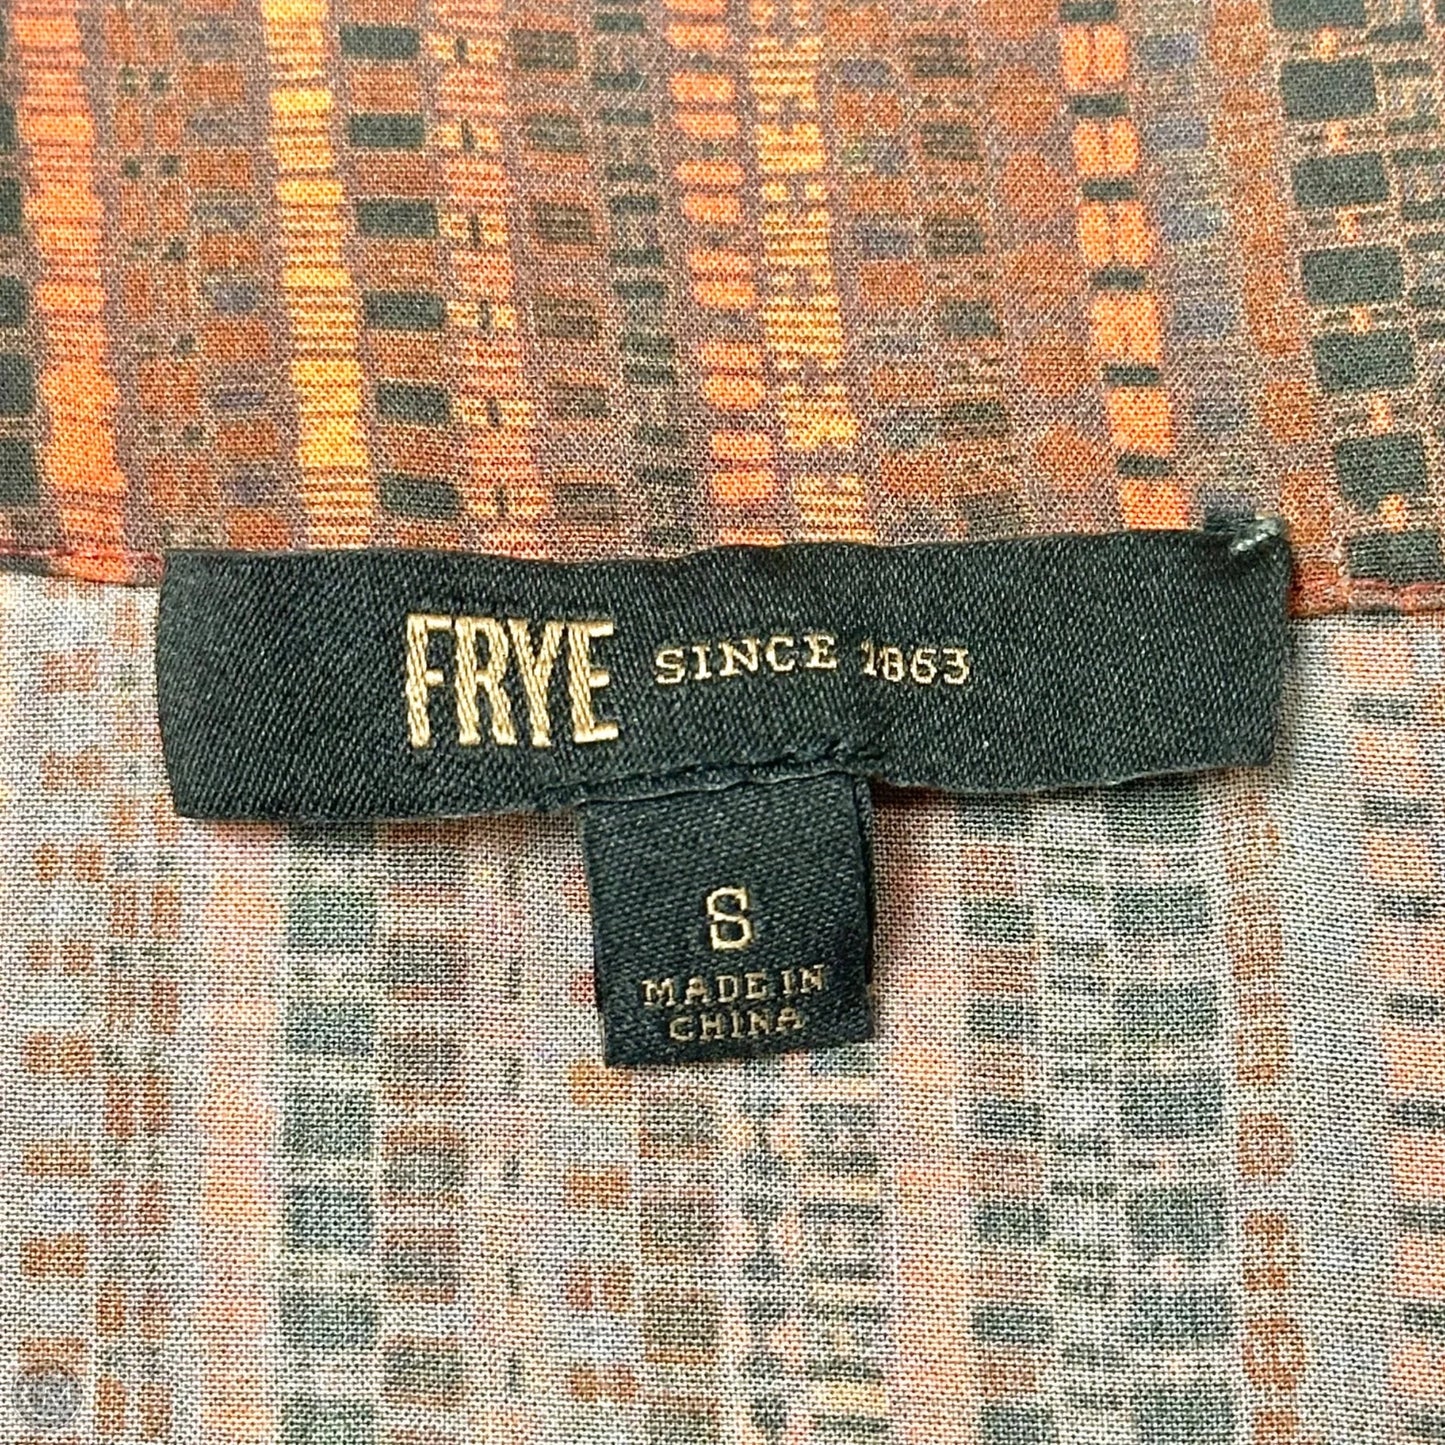 FRYE SINCE 1863
S
MADE IN
CHINA